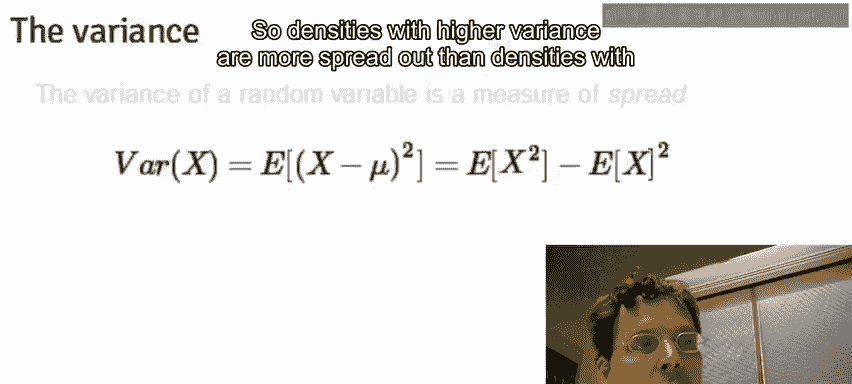 The variance
So densities with higher variance
are more spread out than densities with
The variance of a random variable is a measure of spread
Var(X) = E[(X − μ)²] = E[X²] − E[X]²